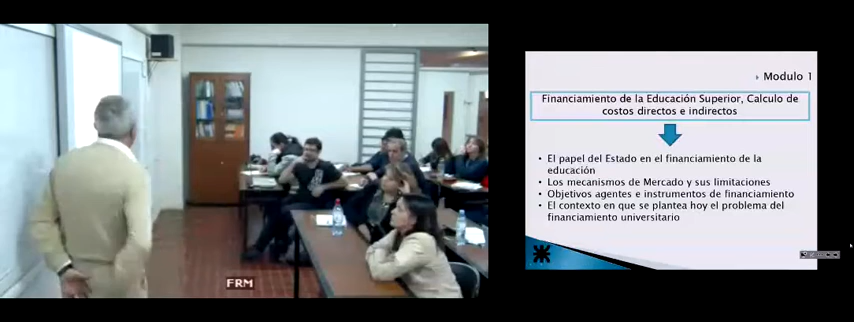 FRM
Modulo 1
Financiamiento de la Educación Superior, Calculo de
costos directos e indirectos
• El papel del Estado en el financiamiento de la
educación
• Los mecanismos de Mercado y sus limitaciones
• Objetivos agentes e instrumentos de financiamiento
• El contexto en que se plantea hoy el problema del
financiamiento universitario